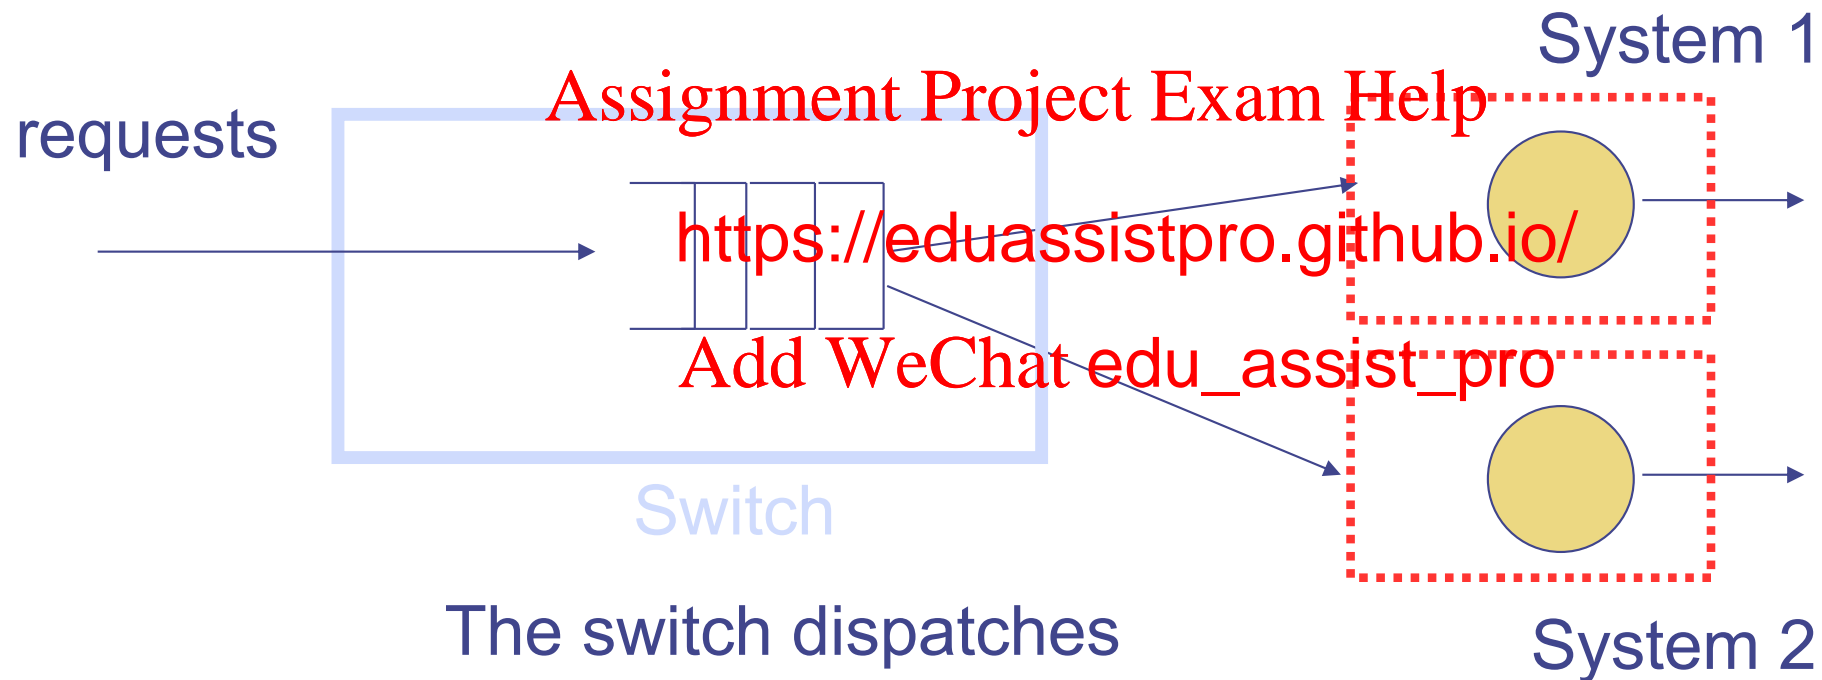 System 1
Assignment Project Exam Help
requests
https://eduassistpro.github.io/
Add WeChat edu_assist_pro
Switch
The switch dispatches
System 2